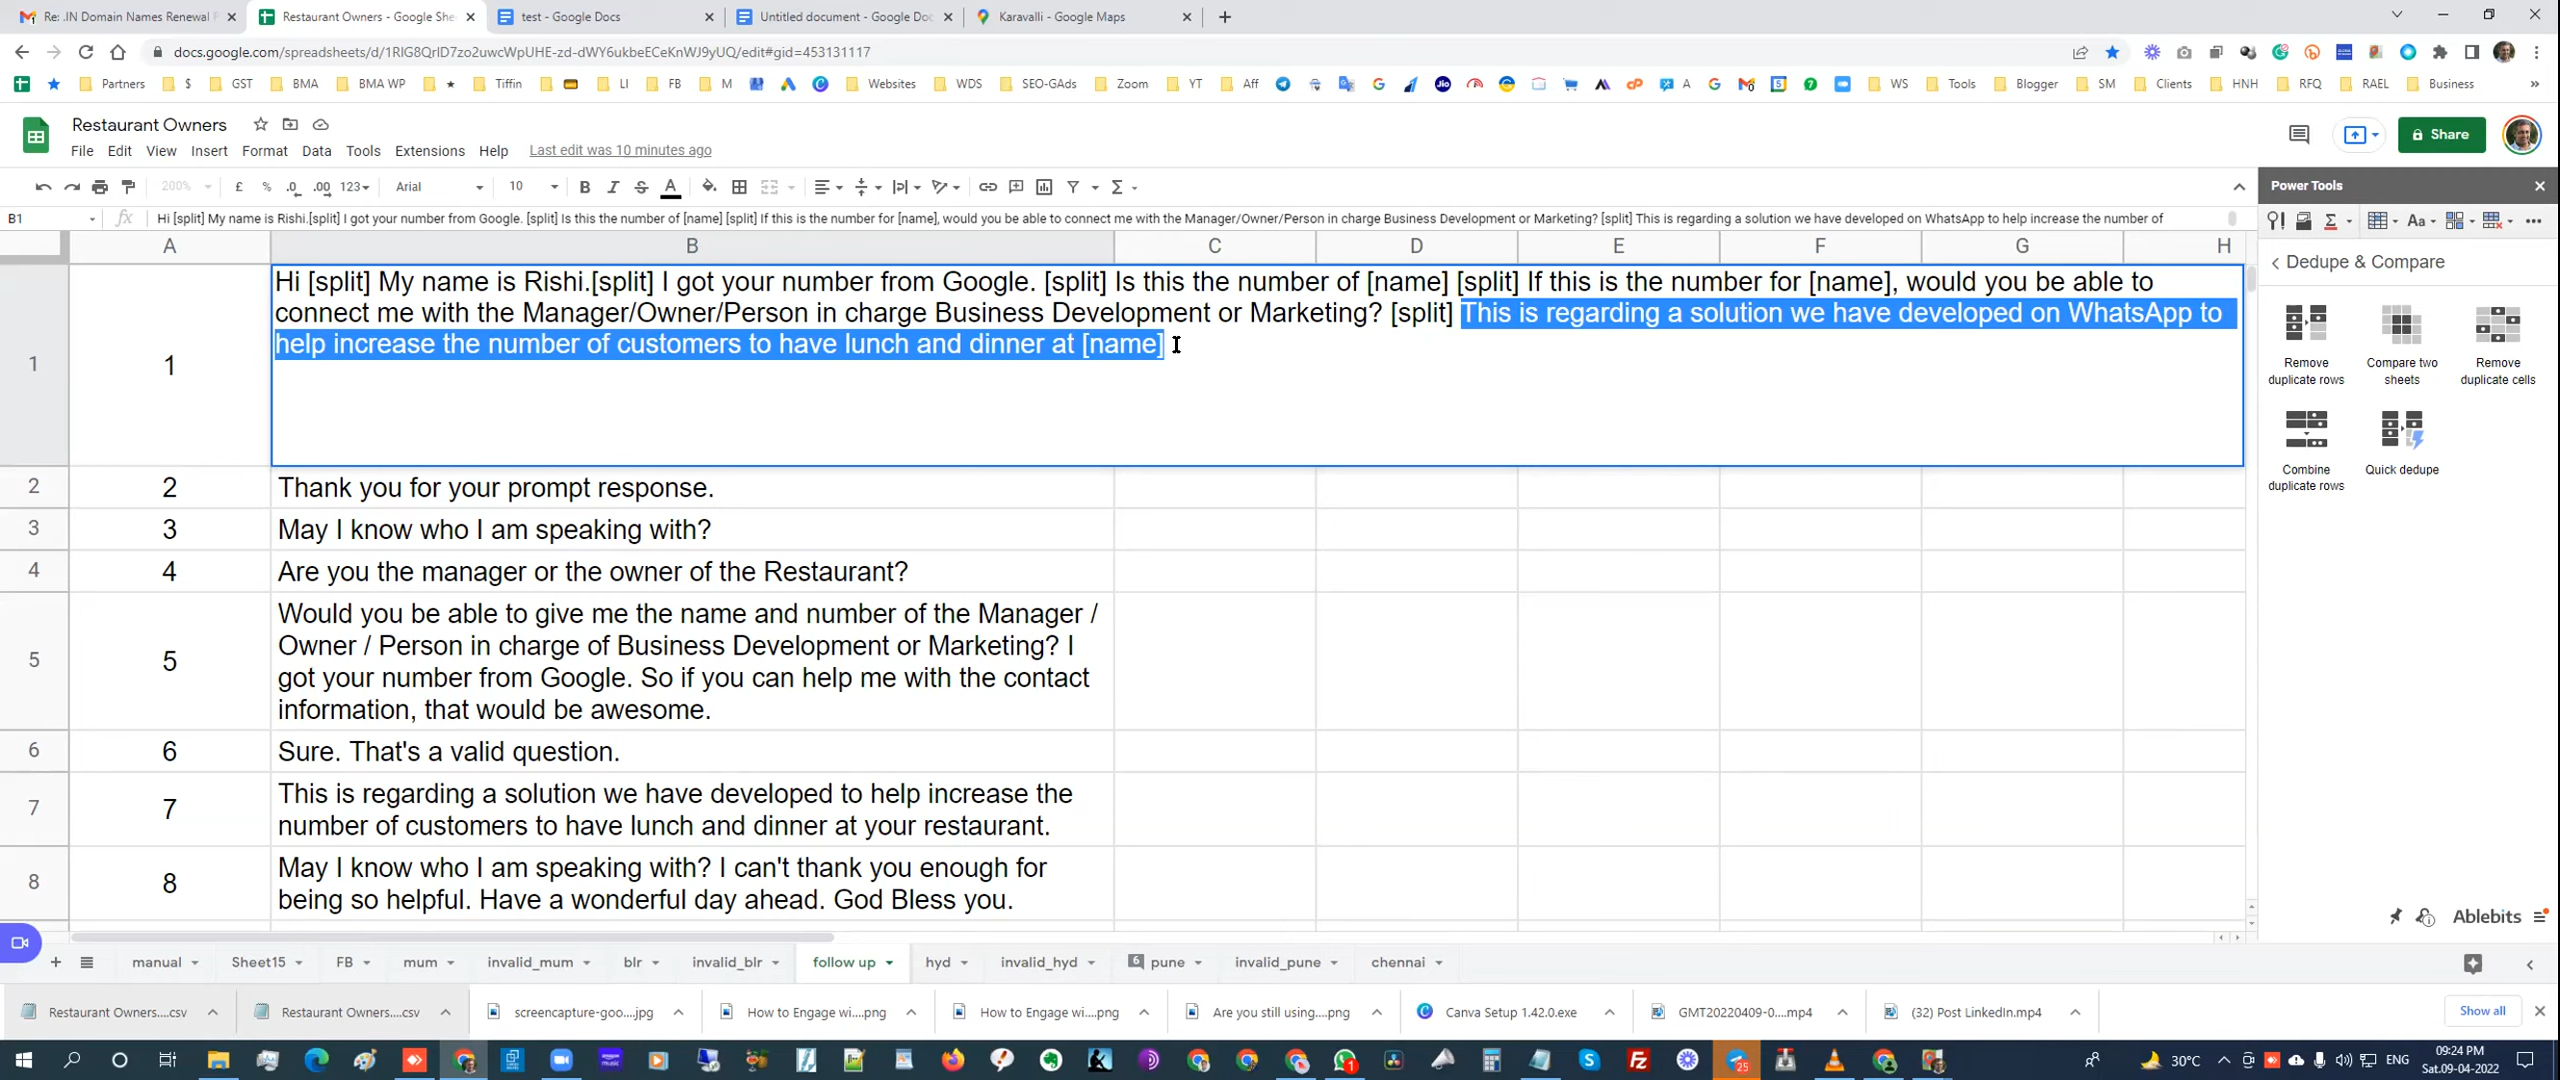 Re: .IN Domain Names Renewal F
Restaurant Owners - Google She
test - Google Docs
Untitled document - Google Doc
Karavalli - Google Maps
docs.google.com/spreadsheets/d/1RlG8QrlD7zo2uwcWpUHE-zd-dWY6ukbeECeKnWJ9yUQ/edit#gid=453131117
Partners $ GST BMA BMA WP Tiffin LI FB M Websites WDS SEO-GAds Zoom YT Aff A WS Tools Blogger SM Clients HNH RFQ RAEL Business
Restaurant Owners
Share
File Edit View Insert Format Data Tools Extensions Help Last edit was 10 minutes ago
200% £ % .0 .00 123 Arial 10 B I S A
Power Tools
B1
Hi [split] My name is Rishi.[split] I got your number from Google. [split] Is this the number of [name] [split] If this is the number for [name], would you be able to connect me with the Manager/Owner/Person in charge Business Development or Marketing? [split] This is regarding a solution we have developed on WhatsApp to help increase the number of
A B C D E F G H
Dedupe & Compare
Hi [split] My name is Rishi.[split] I got your number from Google. [split] Is this the number of [name] [split] If this is the number for [name], would you be able to
connect me with the Manager/Owner/Person in charge Business Development or Marketing? [split] This is regarding a solution we have developed on WhatsApp to
help increase the number of customers to have lunch and dinner at [name]
1 1
Remove duplicate rows
Compare two sheets
Remove duplicate cells
Combine duplicate rows
Quick dedupe
2 2 Thank you for your prompt response.
3 3 May I know who I am speaking with?
4 4 Are you the manager or the owner of the Restaurant?
5 5 Would you be able to give me the name and number of the Manager /
Owner / Person in charge of Business Development or Marketing? I
got your number from Google. So if you can help me with the contact
information, that would be awesome.
6 6 Sure. That's a valid question.
7 7 This is regarding a solution we have developed to help increase the
number of customers to have lunch and dinner at your restaurant.
8 8 May I know who I am speaking with? I can't thank you enough for
being so helpful. Have a wonderful day ahead. God Bless you.
Ablebits
manual Sheet15 FB mum invalid_mum blr invalid_blr follow up hyd invalid_hyd 6 pune invalid_pune chennai
Restaurant Owners....csv
Restaurant Owners....csv
screencapture-goo....jpg
How to Engage wi....png
How to Engage wi....png
Are you still using....png
Canva Setup 1.42.0.exe
GMT20220409-0....mp4
(32) Post LinkedIn.mp4
Show all
25
30°C
ENG
09:24 PM
Sat.09-04-2022